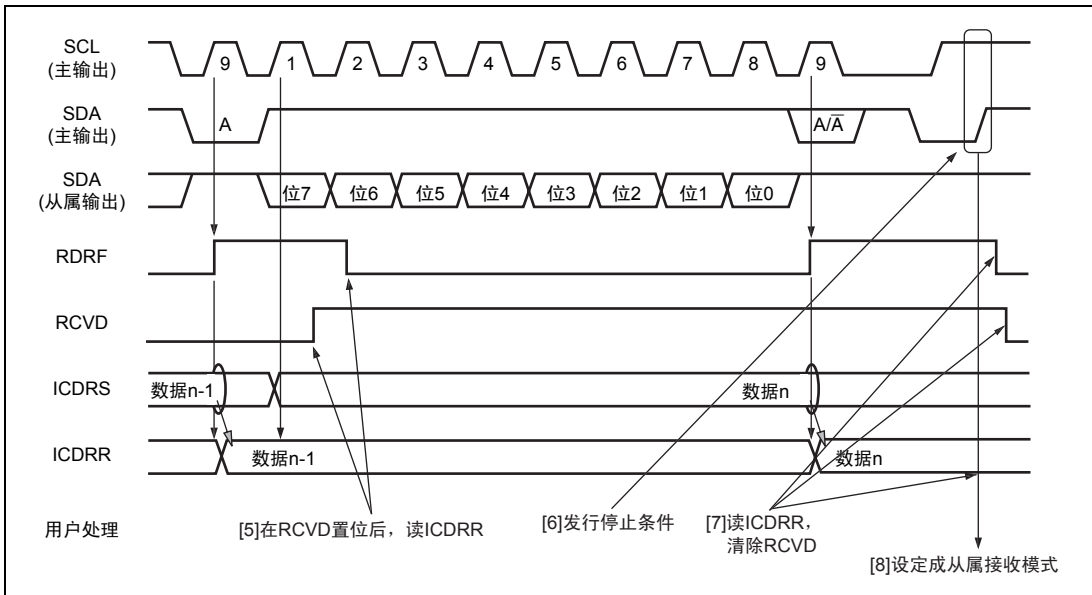 SCL
(主输出)
9 1 2 3 4 5 6 7 8 9
SDA
(主输出)
A A/A̅
SDA
(从属输出)
位7 位6 位5 位4 位3 位2 位1 位0
RDRF
RCVD
ICDRS
数据n-1 数据n
ICDRR
数据n-1 数据n
用户处理
[5]在RCVD置位后，读ICDRR
[6]发行停止条件
[7]读ICDRR，
清除RCVD
[8]设定成从属接收模式